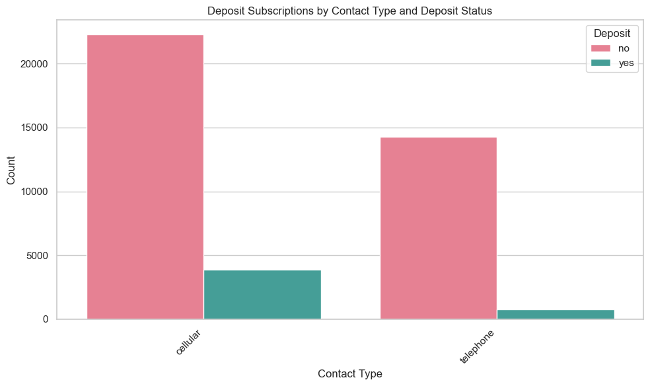 Deposit Subscriptions by Contact Type and Deposit Status
Deposit
no
yes
20000
15000
10000
5000
0
Count
cellular
telephone
Contact Type